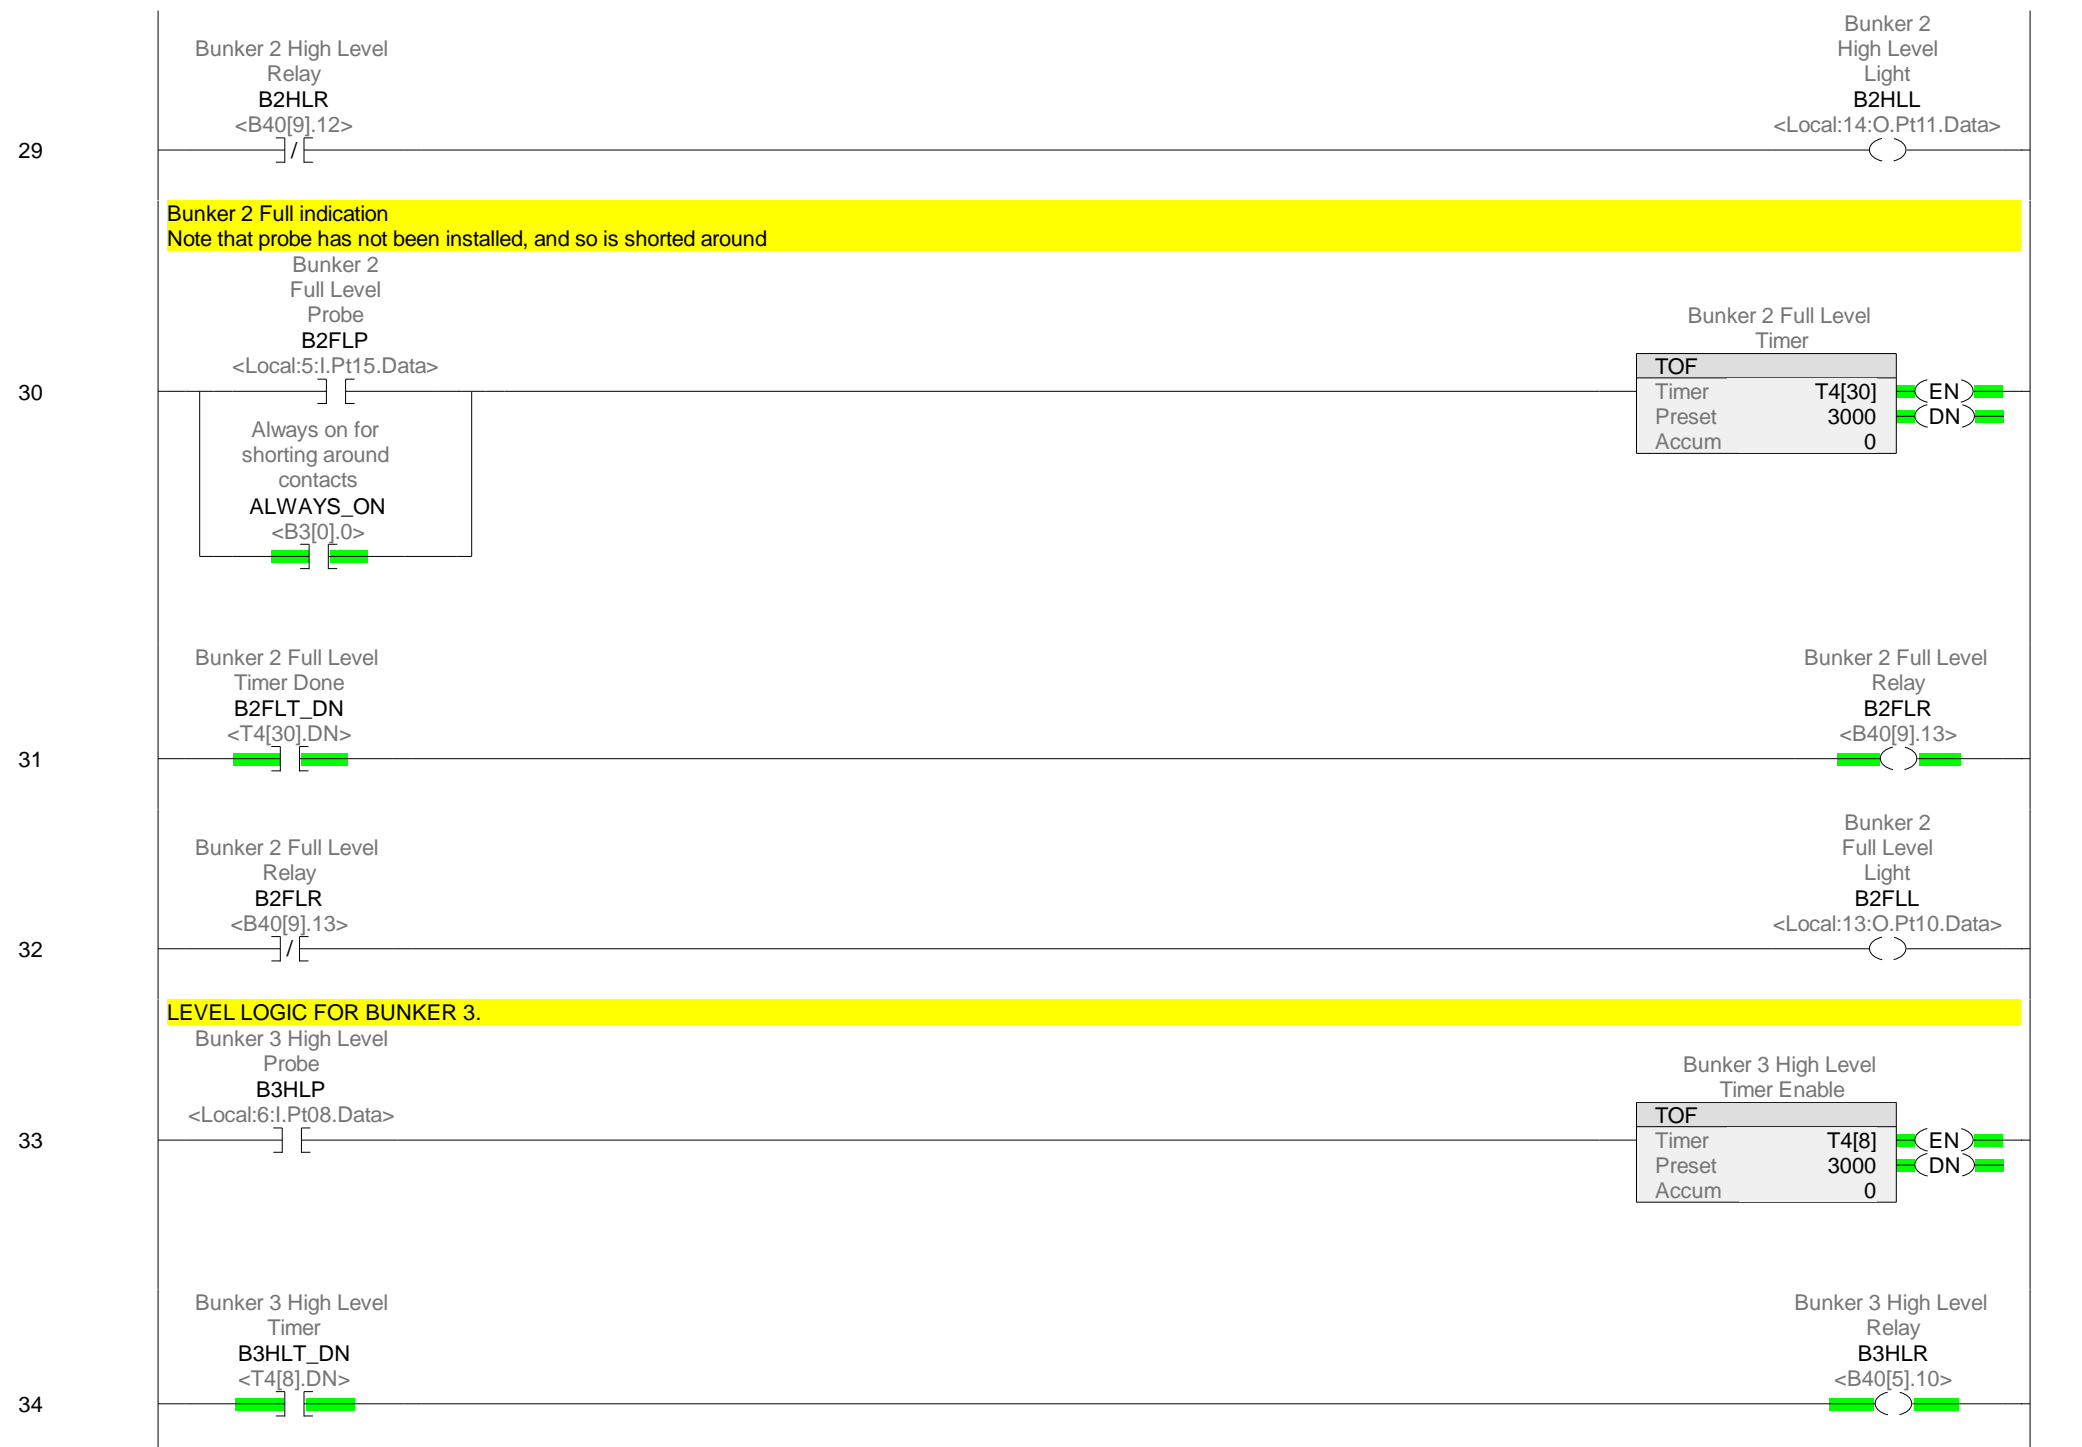 Bunker 2 High Level
Relay
B2HLR
<B40[9].12>
Bunker 2
High Level
Light
B2HLL
<Local:14:O.Pt11.Data>
29
/
Bunker 2 Full indication
Note that probe has not been installed, and so is shorted around
Bunker 2
Full Level
Probe
B2FLP
<Local:5:I.Pt15.Data>
30
Always on for
shorting around
contacts
ALWAYS_ON
<B3[0].0>
Bunker 2 Full Level
Timer
TOF
Timer T4[30] EN
Preset 3000 DN
Accum 0
Bunker 2 Full Level
Timer Done
B2FLT_DN
<T4[30].DN>
Bunker 2 Full Level
Relay
B2FLR
<B40[9].13>
31
Bunker 2 Full Level
Relay
B2FLR
<B40[9].13>
Bunker 2
Full Level
Light
B2FLL
<Local:13:O.Pt10.Data>
32
/
LEVEL LOGIC FOR BUNKER 3.
Bunker 3 High Level
Probe
B3HLP
<Local:6:I.Pt08.Data>
33
Bunker 3 High Level
Timer Enable
TOF
Timer T4[8] EN
Preset 3000 DN
Accum 0
Bunker 3 High Level
Timer
B3HLT_DN
<T4[8].DN>
Bunker 3 High Level
Relay
B3HLR
<B40[5].10>
34